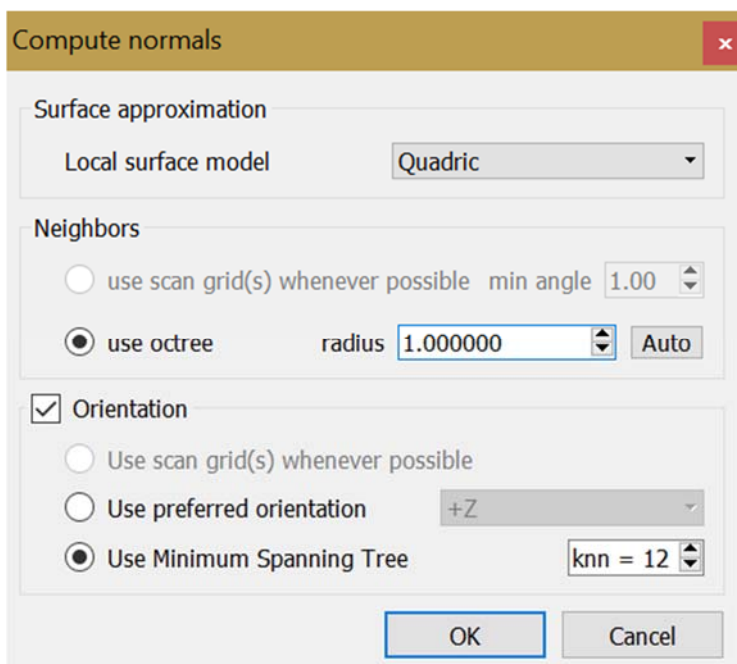 Compute normals
x
Surface approximation
Local surface model Quadric
Neighbors
use scan grid(s) whenever possible min angle 1.00
use octree radius 1.000000 Auto
Orientation
Use scan grid(s) whenever possible
Use preferred orientation +Z
Use Minimum Spanning Tree knn = 12
OK Cancel